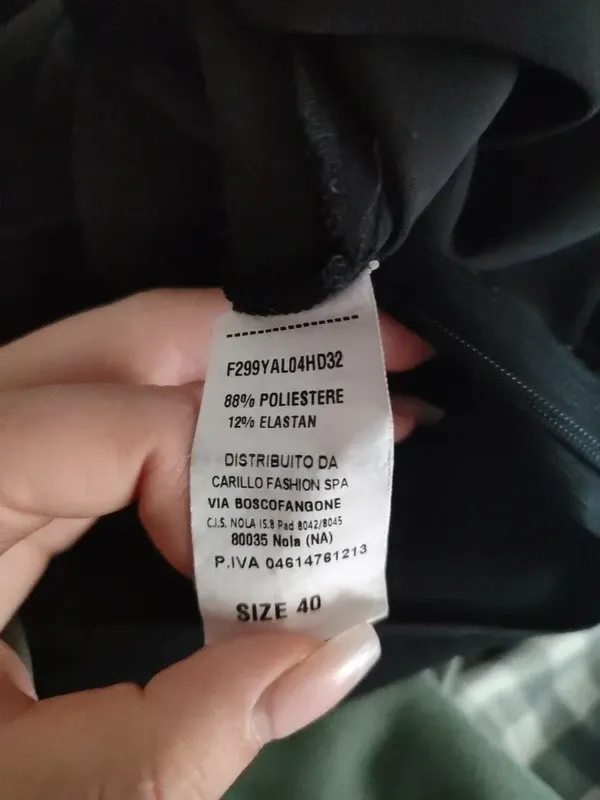 F299YAL04HD32
88% POLIESTERE
12% ELASTAN
DISTRIBUITO DA
CARILLO FASHION SPA
VIA BOSCOFANGONE
C.I.S. NOLA IS.8 Pad 8042/8045
80035 Nola (NA)
P.IVA 04614761213
SIZE 40